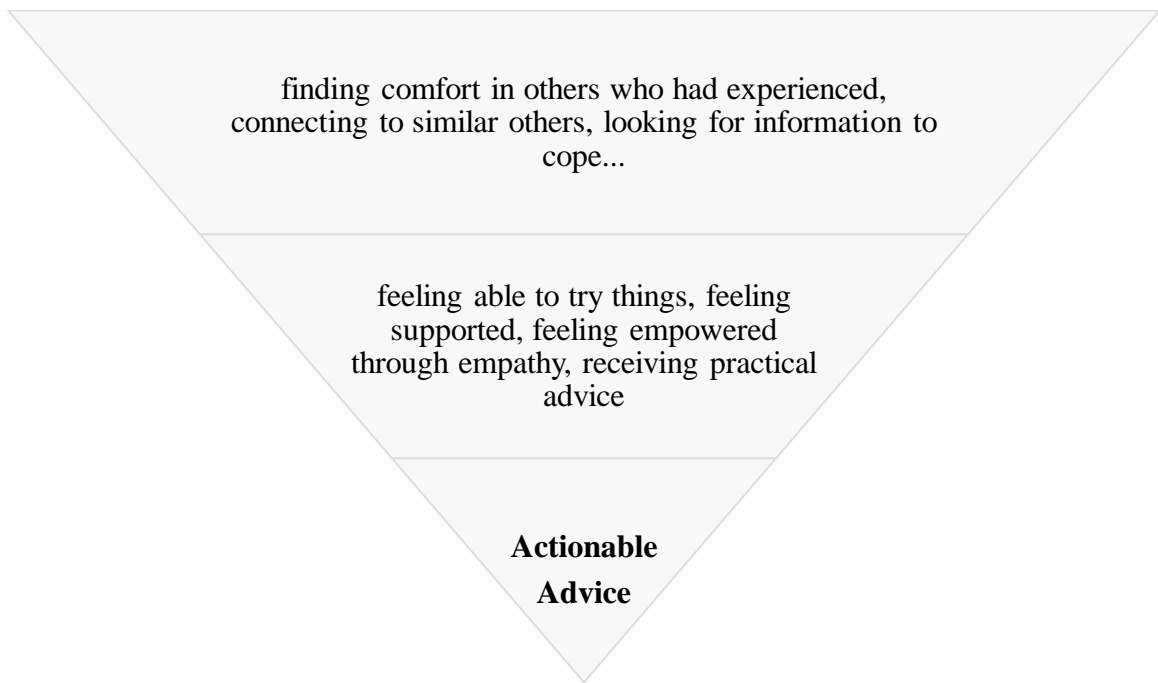 finding comfort in others who had experienced,
connecting to similar others, looking for information to
cope...
feeling able to try things, feeling
supported, feeling empowered
through empathy, receiving practical
advice
Actionable
Advice